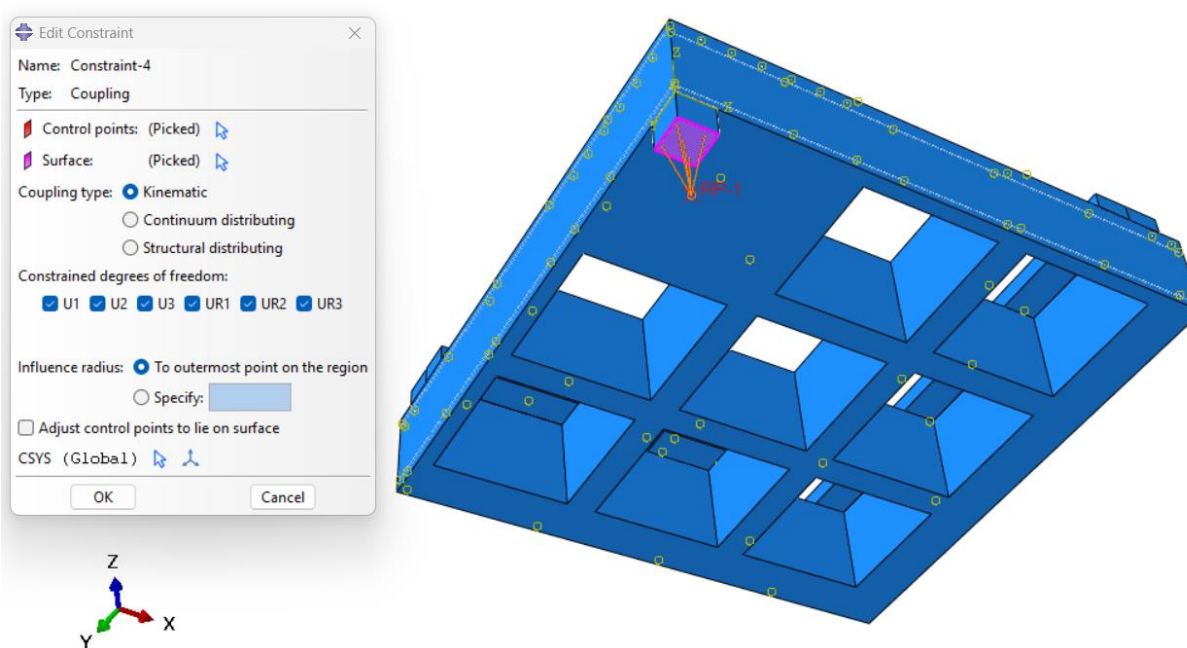 Edit Constraint
Name: Constraint-4
Type: Coupling
Control points: (Picked)
Surface: (Picked)
Coupling type: Kinematic
Continuum distributing
Structural distributing
Constrained degrees of freedom:
U1 U2 U3 UR1 UR2 UR3
Influence radius: To outermost point on the region
Specify:
Adjust control points to lie on surface
CSYS (Global)
OK Cancel
Z
X
Y
Z
X
RP-1